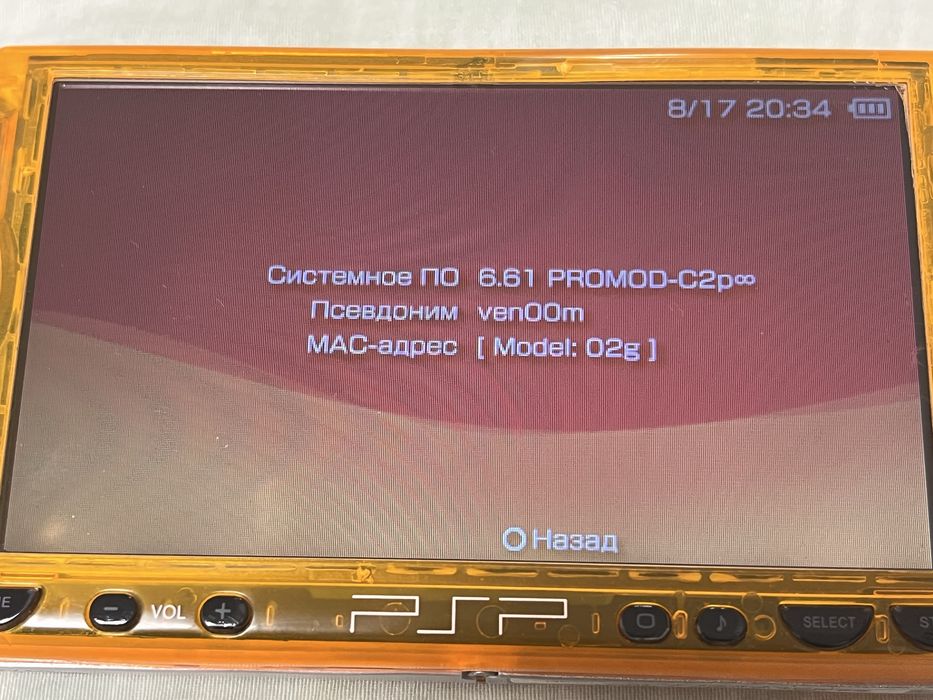 8/17 20:34
Системное ПО 6.61 PROMOD-C2p∞
Псевдоним ven00m
MAC-адрес [ Model: 02g ]
Назад
VOL PSP SELECT